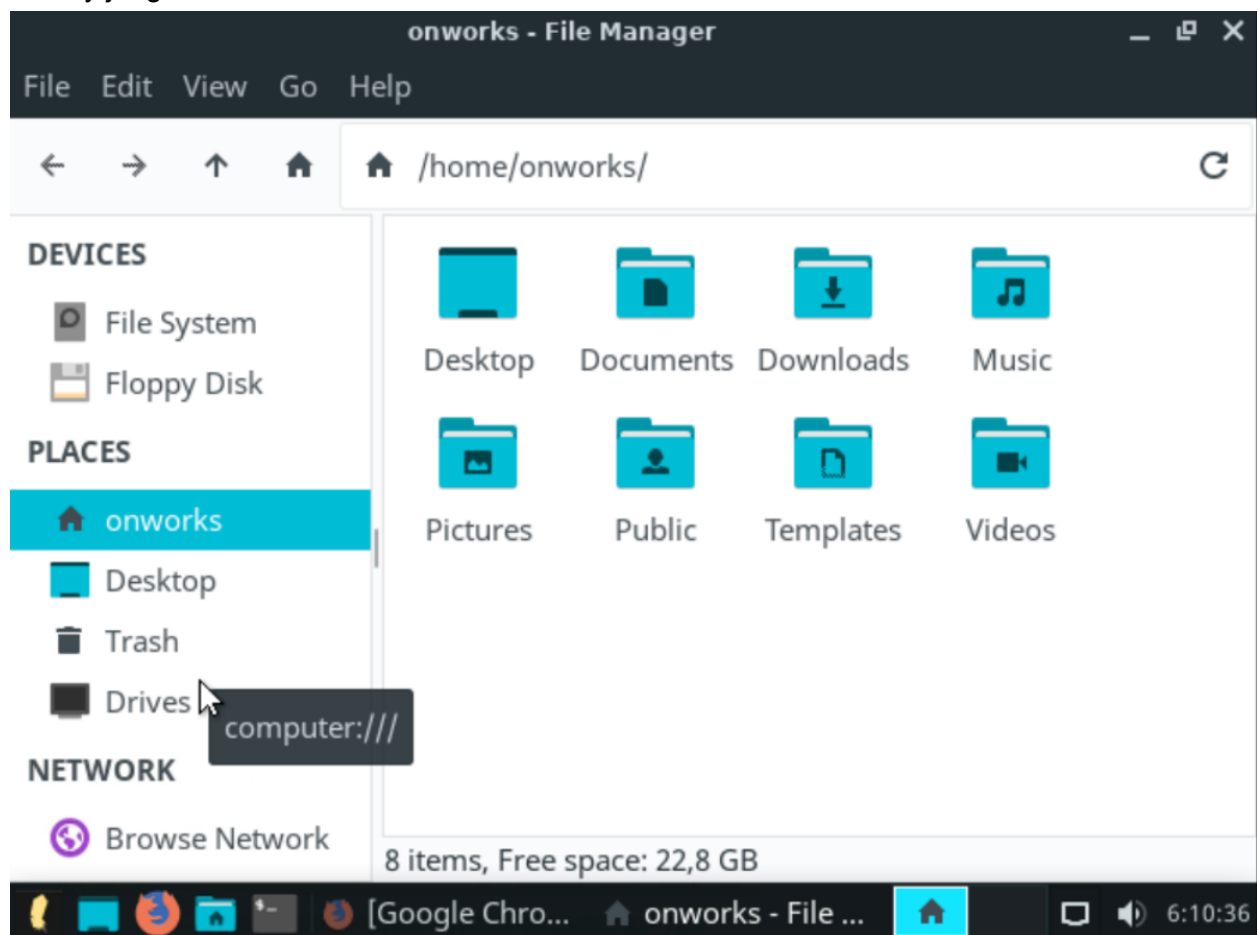 onworks - File Manager
File Edit View Go Help
/home/onworks/
DEVICES
File System
Floppy Disk
PLACES
onworks
Desktop
Trash
Drives
computer:///
NETWORK
Browse Network
Desktop Documents Downloads Music
Pictures Public Templates Videos
8 items, Free space: 22,8 GB
[Google Chro... onworks - File ... 6:10:36